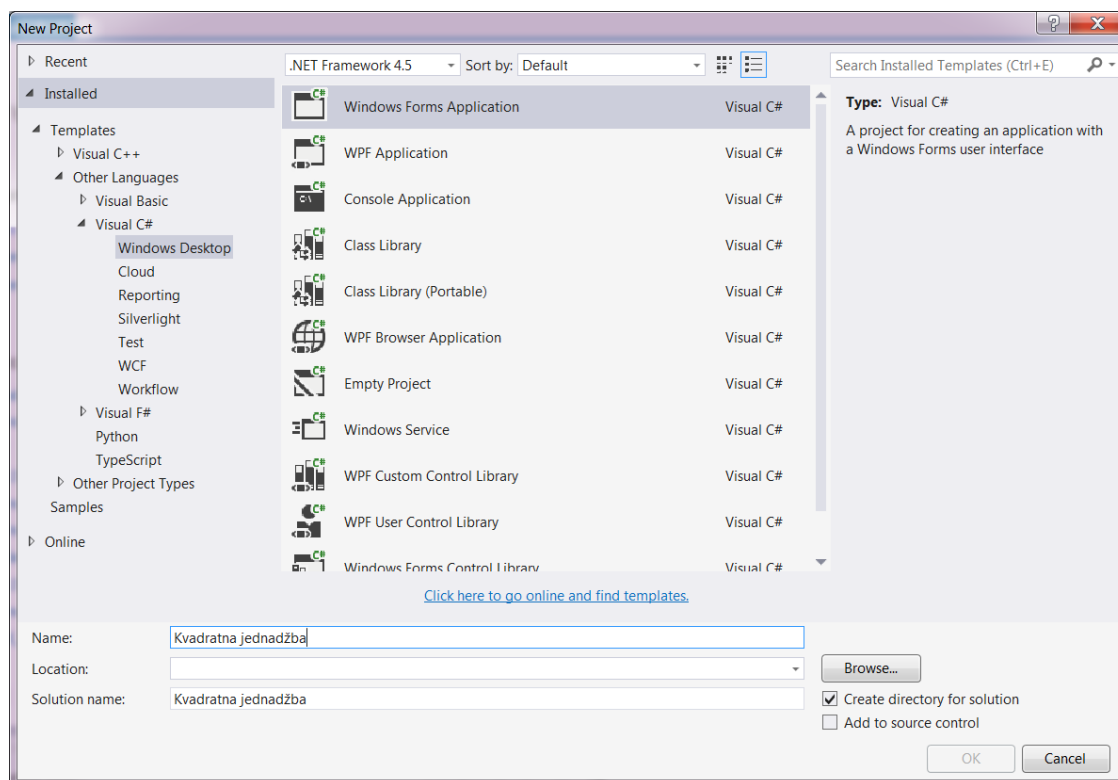 New Project
Recent
Installed
Templates
Visual C++
Other Languages
Visual Basic
Visual C#
Windows Desktop
Cloud
Reporting
Silverlight
Test
WCF
Workflow
Visual F#
Python
TypeScript
Other Project Types
Samples
Online
.NET Framework 4.5 Sort by: Default
Windows Forms Application Visual C#
WPF Application Visual C#
Console Application Visual C#
Class Library Visual C#
Class Library (Portable) Visual C#
WPF Browser Application Visual C#
Empty Project Visual C#
Windows Service Visual C#
WPF Custom Control Library Visual C#
WPF User Control Library Visual C#
Windows Forms Control Library Visual C#
Click here to go online and find templates.
Search Installed Templates (Ctrl+E)
Type: Visual C#
A project for creating an application with
a Windows Forms user interface
Name: Kvadratna jednadžba
Location: Browse...
Solution name: Kvadratna jednadžba
Create directory for solution
Add to source control
OK Cancel